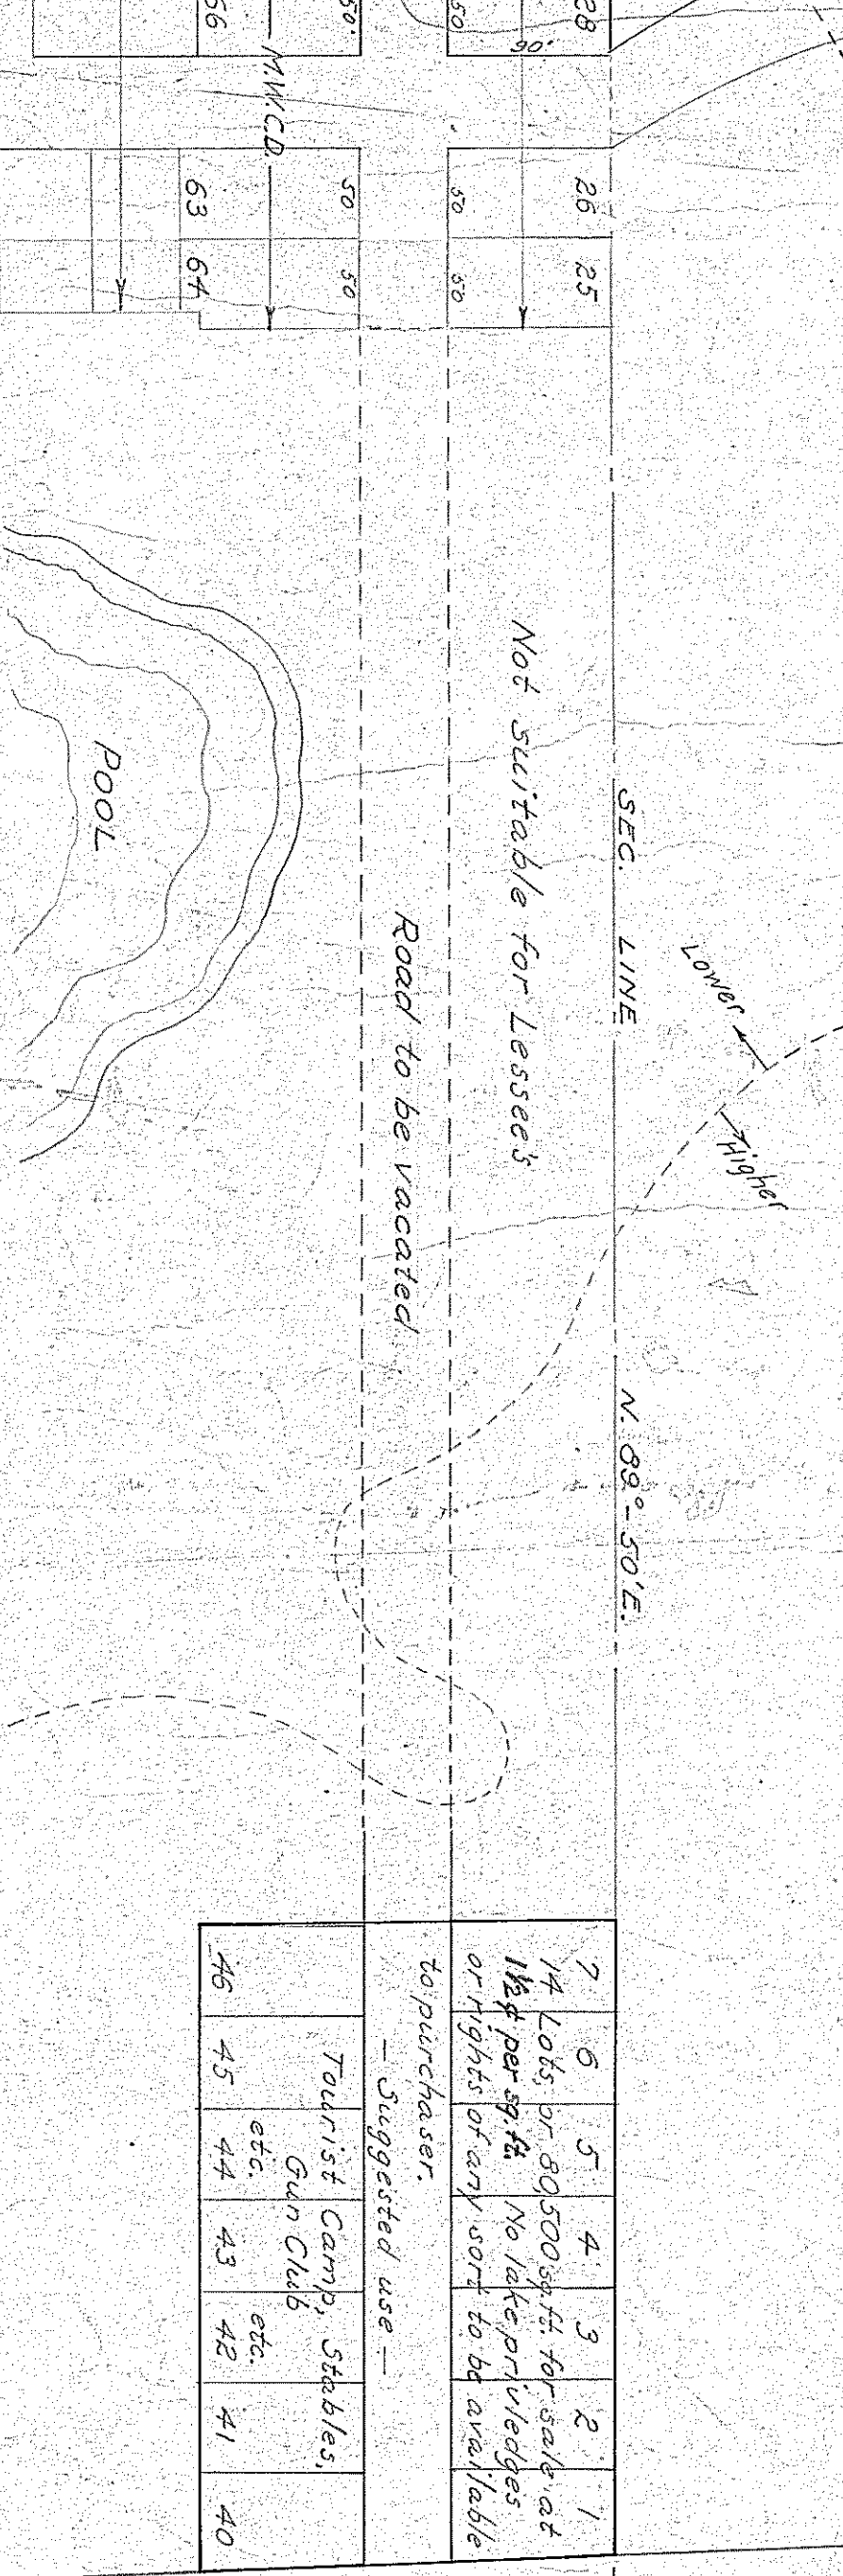 28
50
90'
50'
66
M.W.C.D.
26 25
50 50
50 50
63 64
SEC. LINE
N. 89°-50'E.
Lower
Higher
Not suitable for Lessee's
Road to be vacated
POOL
7 6 5 4 3 2 1
14 Lots, or 80,500 sq. ft. for sale at
1½¢ per sq. ft. No lake priviledges
or rights of any sort to be available
to purchaser.
— Suggested use —
Tourist Camp, Stables,
Gun Club
etc. etc.
46 45 44 43 42 41 40